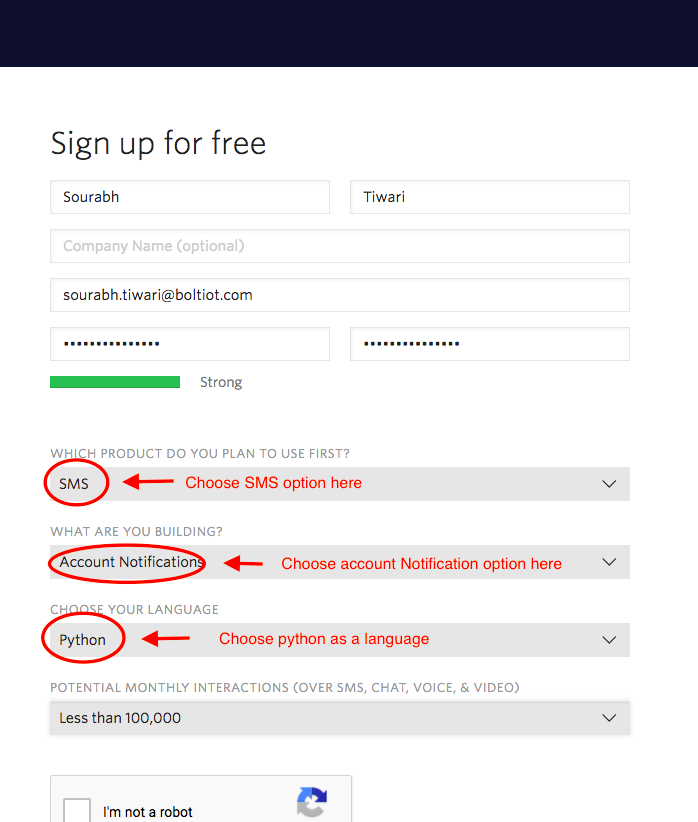 Sign up for free
Sourabh Tiwari
Company Name (optional)
sourabh.tiwari@boltiot.com
••••••••••••••• •••••••••••••••
Strong
WHICH PRODUCT DO YOU PLAN TO USE FIRST?
SMS Choose SMS option here
WHAT ARE YOU BUILDING?
Account Notifications Choose account Notification option here
CHOOSE YOUR LANGUAGE
Python Choose python as a language
POTENTIAL MONTHLY INTERACTIONS (OVER SMS, CHAT, VOICE, & VIDEO)
Less than 100,000
I'm not a robot